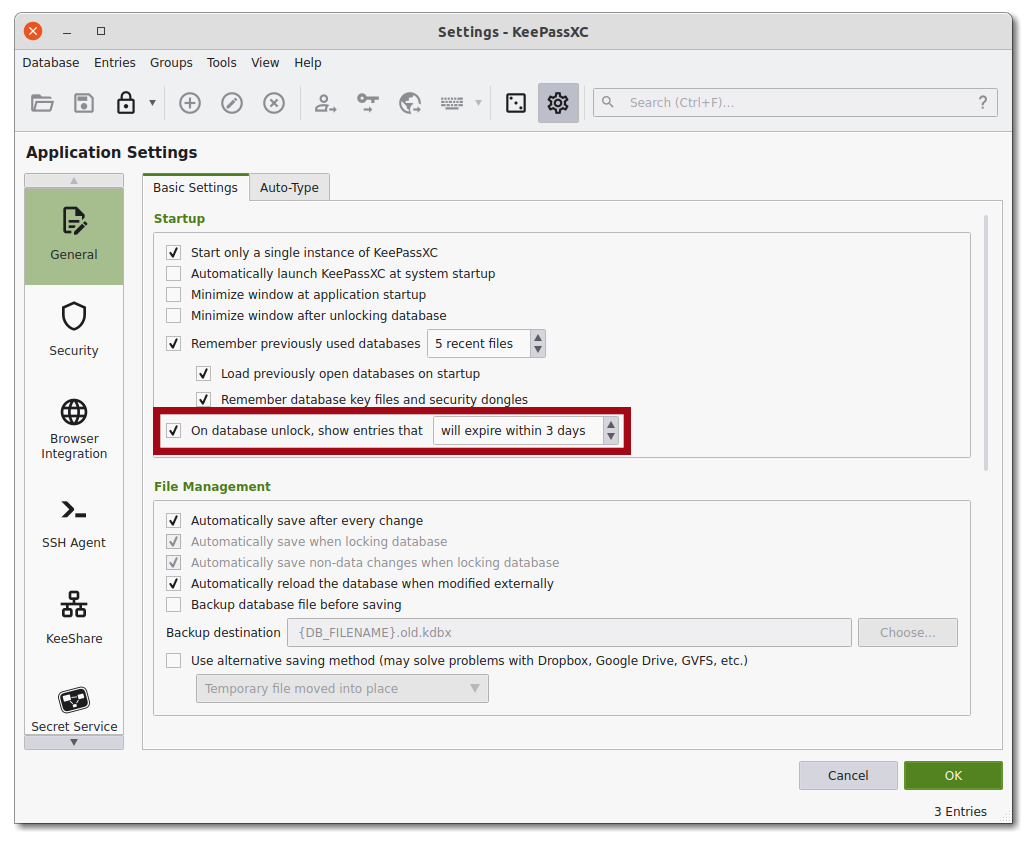 Settings - KeePassXC
Database Entries Groups Tools View Help
Search (Ctrl+F)... ?
Application Settings
General
Security
Browser
Integration
SSH Agent
KeeShare
Secret Service
Basic Settings Auto-Type
Startup
Start only a single instance of KeePassXC
Automatically launch KeePassXC at system startup
Minimize window at application startup
Minimize window after unlocking database
Remember previously used databases 5 recent files
Load previously open databases on startup
Remember database key files and security dongles
On database unlock, show entries that will expire within 3 days
File Management
Automatically save after every change
Automatically save when locking database
Automatically save non-data changes when locking database
Automatically reload the database when modified externally
Backup database file before saving
Backup destination {DB_FILENAME}.old.kdbx Choose...
Use alternative saving method (may solve problems with Dropbox, Google Drive, GVFS, etc.)
Temporary file moved into place
Cancel OK
3 Entries